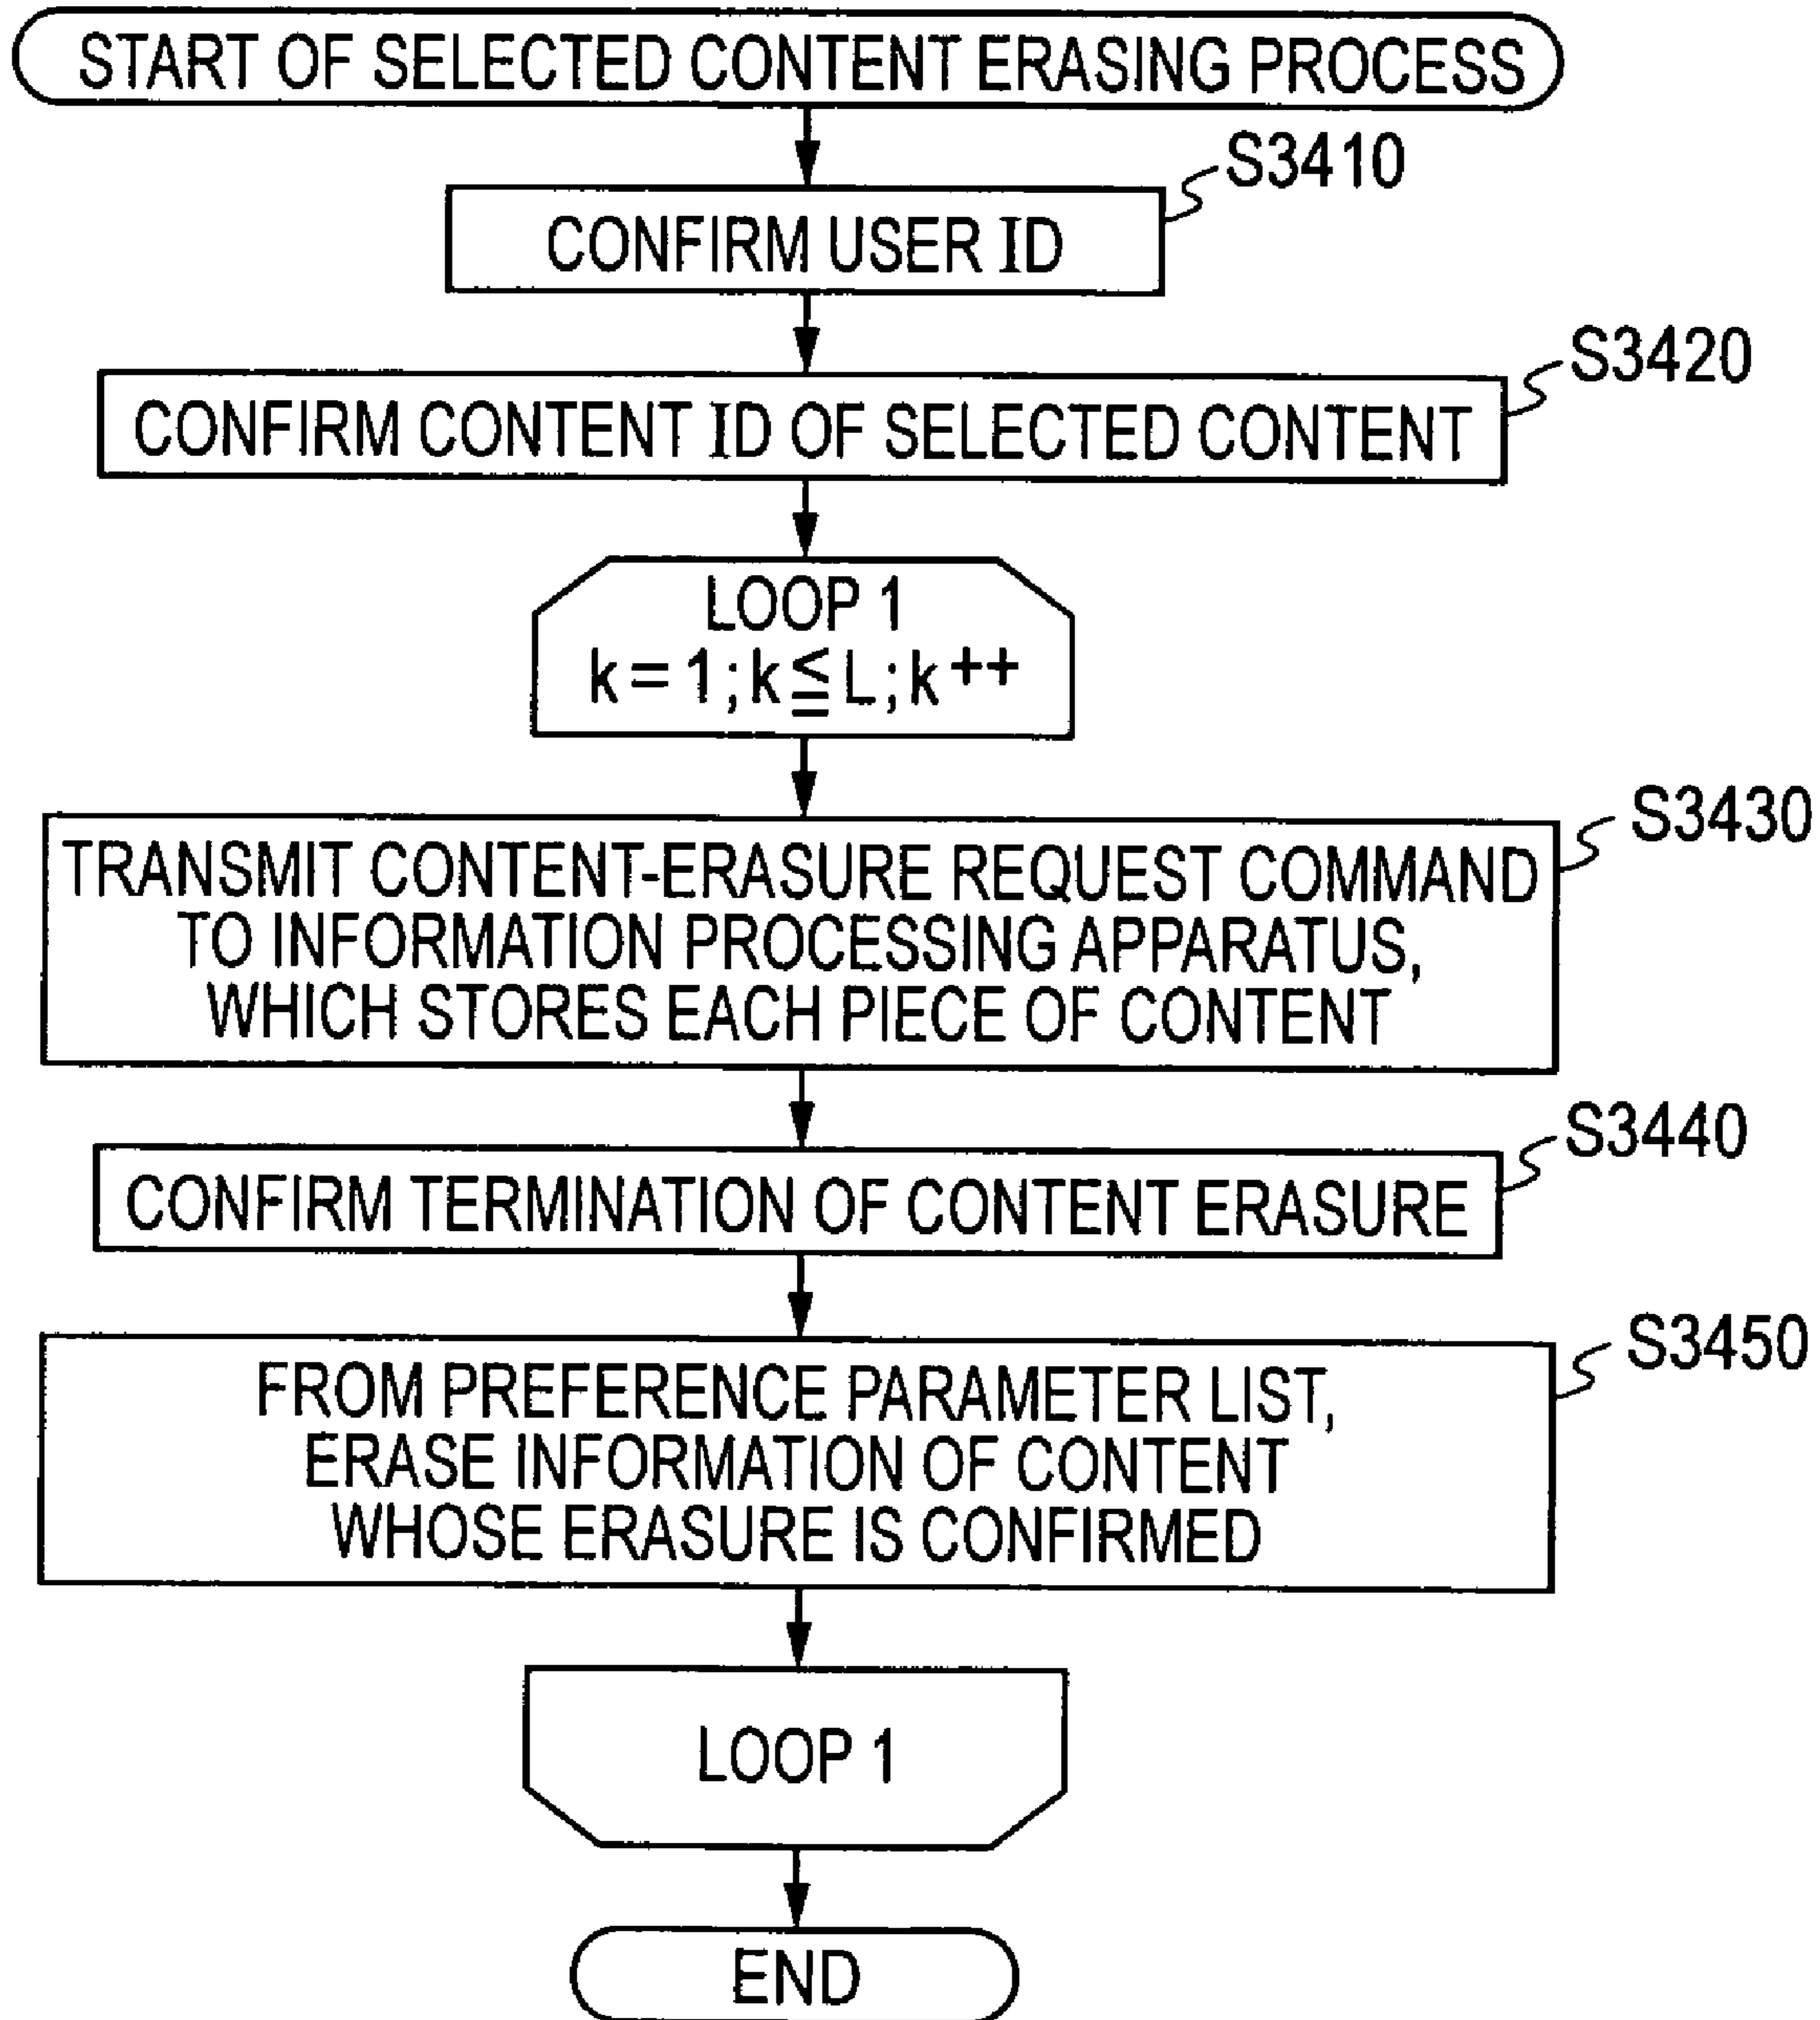 START OF SELECTED CONTENT ERASING PROCESS
S3410
CONFIRM USER ID
S3420
CONFIRM CONTENT ID OF SELECTED CONTENT
LOOP 1
k=1;k≦L;k++
S3430
TRANSMIT CONTENT-ERASURE REQUEST COMMAND
TO INFORMATION PROCESSING APPARATUS,
WHICH STORES EACH PIECE OF CONTENT
S3440
CONFIRM TERMINATION OF CONTENT ERASURE
S3450
FROM PREFERENCE PARAMETER LIST,
ERASE INFORMATION OF CONTENT
WHOSE ERASURE IS CONFIRMED
LOOP 1
END